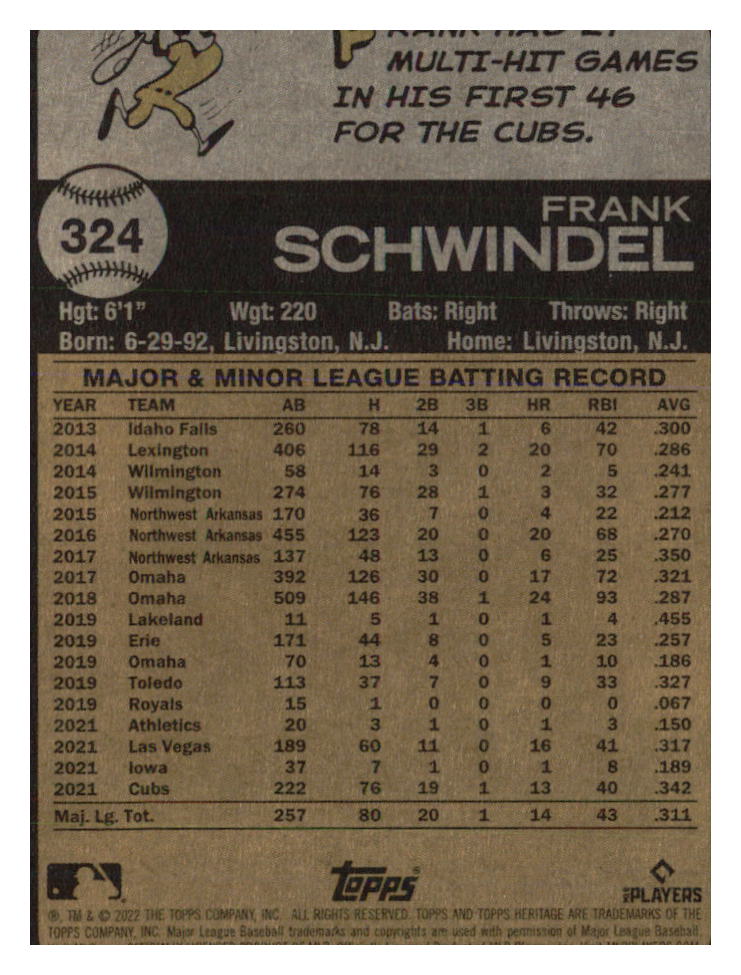 FRANK HAD 21
MULTI-HIT GAMES
IN HIS FIRST 46
FOR THE CUBS.
324
FRANK
SCHWINDEL
Hgt: 6'1" Wgt: 220 Bats: Right Throws: Right
Born: 6-29-92, Livingston, N.J. Home: Livingston, N.J.
MAJOR & MINOR LEAGUE BATTING RECORD
YEAR TEAM AB H 2B 3B HR RBI AVG
2013 Idaho Falls 260 78 14 1 6 42 .300
2014 Lexington 406 116 29 2 20 70 .286
2014 Wilmington 58 14 3 0 2 5 .241
2015 Wilmington 274 76 28 1 3 32 .277
2015 Northwest Arkansas 170 36 7 0 4 22 .212
2016 Northwest Arkansas 455 123 20 0 20 68 .270
2017 Northwest Arkansas 137 48 13 0 6 25 .350
2017 Omaha 392 126 30 0 17 72 .321
2018 Omaha 509 146 38 1 24 93 .287
2019 Lakeland 11 5 1 0 1 4 .455
2019 Erie 171 44 8 0 5 23 .257
2019 Omaha 70 13 4 0 1 10 .186
2019 Toledo 113 37 7 0 9 33 .327
2019 Royals 15 1 0 0 0 0 .067
2021 Athletics 20 3 1 0 1 3 .150
2021 Las Vegas 189 60 11 0 16 41 .317
2021 Iowa 37 7 1 0 1 8 .189
2021 Cubs 222 76 19 1 13 40 .342
Maj. Lg. Tot. 257 80 20 1 14 43 .311
Topps®
PLAYERS
®, TM & © 2022 THE TOPPS COMPANY, INC. ALL RIGHTS RESERVED. TOPPS AND TOPPS HERITAGE ARE TRADEMARKS OF THE
TOPPS COMPANY, INC. Major League Baseball trademarks and copyrights are used with permission of Major League Baseball.